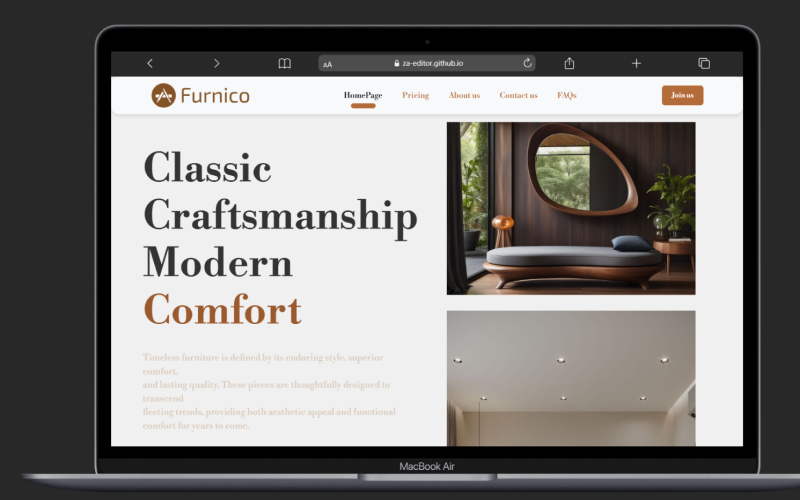 AA
za-editor.github.io
Furnico
HomePage
Pricing
About us
Contact us
FAQs
Join us
Classic
Craftsmanship
Modern
Comfort
Timeless furniture is defined by its enduring style, superior
comfort,
and lasting quality. These pieces are thoughtfully designed to
transcend
fleeting trends, providing both aesthetic appeal and functional
comfort for years to come.
MacBook Air